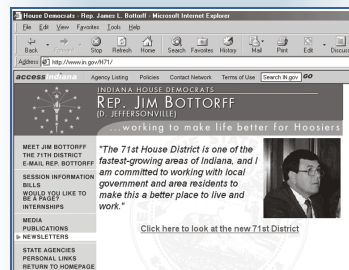 House Democrats - Rep. James L. Bottorff - Microsoft Internet Explorer
File Edit View Favorites Tools Help
Back Forward Stop Refresh Home Search Favorites History Mail Print Edit Discuss
Address http://www.in.gov/H71/
accessIndiana Agency Listing Policies Contact Network Terms of Use Search IN.gov GO
INDIANA HOUSE DEMOCRATS
REP. JIM BOTTORFF
(D. JEFFERSONVILLE)
...working to make life better for Hoosiers
MEET JIM BOTTORFF
THE 71TH DISTRICT
E-MAIL REP. BOTTORFF
SESSION INFORMATION
BILLS
WOULD YOU LIKE TO
BE A PAGE?
INTERNSHIPS
MEDIA
PUBLICATIONS
NEWSLETTERS
STATE AGENCIES
PERSONAL LINKS
RETURN TO HOMEPAGE
"The 71st House District is one of the
fastest-growing areas of Indiana, and I
am committed to working with local
government and area residents to
make this a better place to live and
work."
Click here to look at the new 71st District